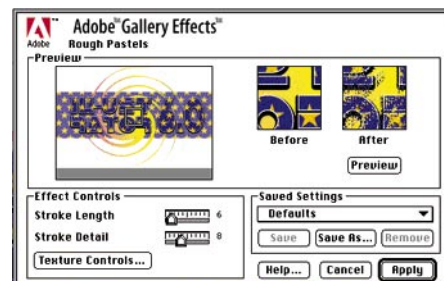 Adobe™ Gallery Effects™
Adobe Rough Pastels
Preview
Before After
Preview
Effect Controls
Stroke Length 6
Stroke Detail 8
Texture Controls...
Saved Settings
Defaults
Save Save As... Remove
Help... Cancel Apply